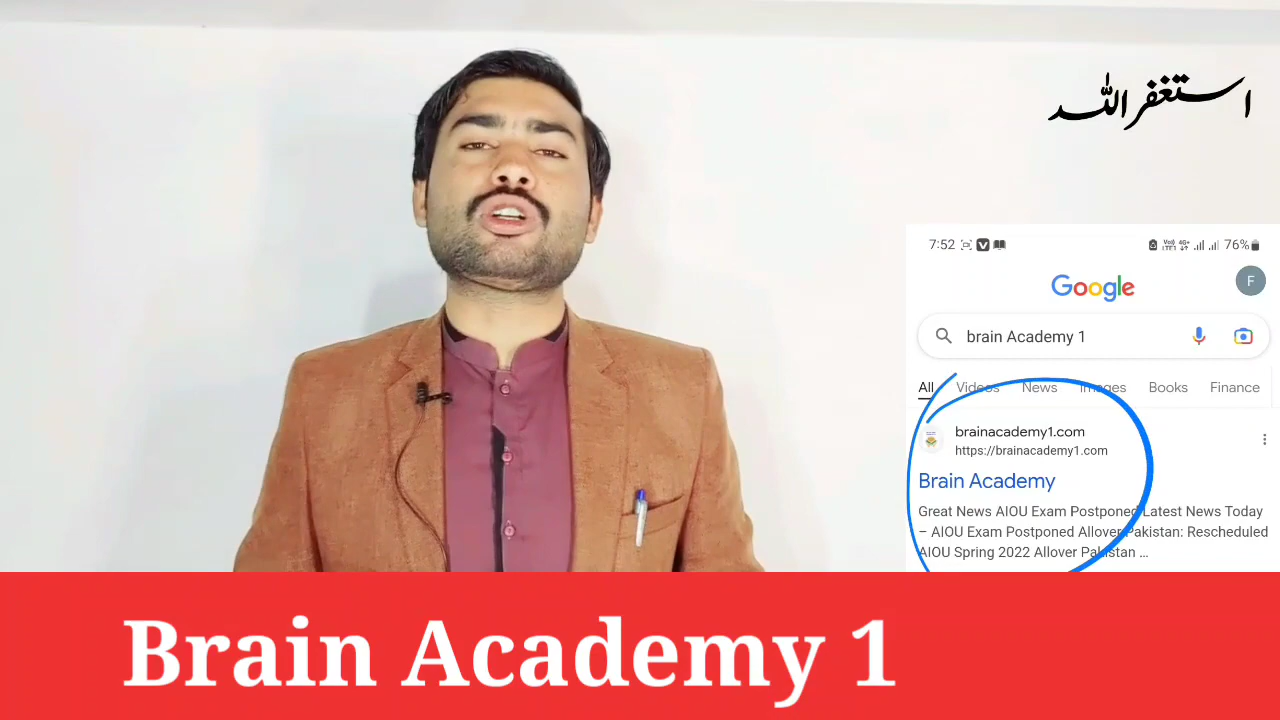 استغفر اللہ
7:52
76%
Google
F
brain Academy 1
All Videos News Images Books Finance
brainacademy1.com
https://brainacademy1.com
Brain Academy
Great News AIOU Exam Postponed Latest News Today
– AIOU Exam Postponed Allover Pakistan: Rescheduled
AIOU Spring 2022 Allover Pakistan ...
Brain Academy 1